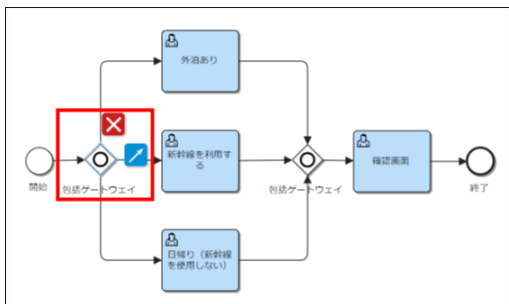 外泊あり
新幹線を利用す
る
確認画面
開始
包括ゲートウェイ
包括ゲートウェイ
終了
日帰り（新幹線
を使用しない）